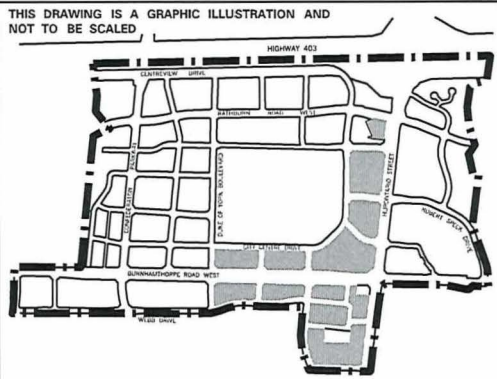 THIS DRAWING IS A GRAPHIC ILLUSTRATION AND
NOT TO BE SCALED
HIGHWAY 403
CENTREVIEW DRIVE
RATHBURN ROAD WEST
CONFEDERATION PARKWAY
DUKE OF YORK BOULEVARD
HURONTARIO STREET
ROBERT SPECK DRIVE
CITY CENTRE DRIVE
BURNHAMTHORPE ROAD WEST
WEBB DRIVE